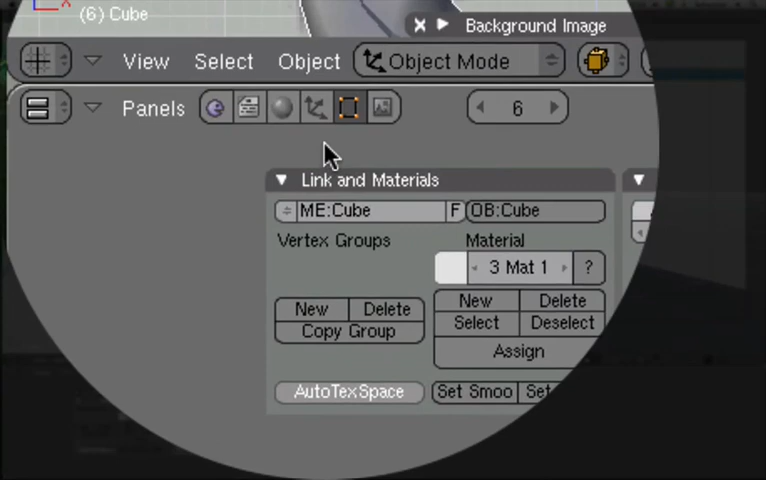 X
(6) Cube
Background Image
View Select Object Object Mode
Panels 6
Link and Materials
ME:Cube F OB:Cube
Vertex Groups Material
3 Mat 1 ?
New Delete New Delete
Copy Group Select Deselect
Assign
AutoTexSpace Set Smoo Set